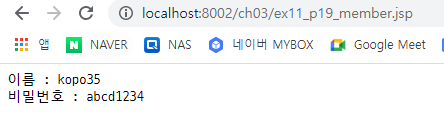 localhost:8002/ch03/ex11_p19_member.jsp
앱 NAVER NAS 네이버 MYBOX Google Meet
이름 : kopo35
비밀번호 : abcd1234